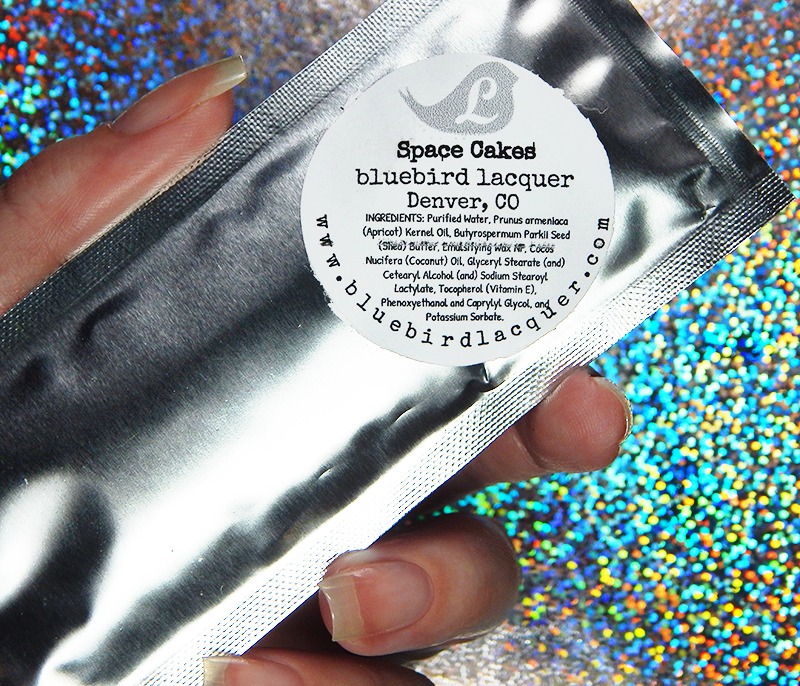 L
Space Cakes
bluebird lacquer
Denver, CO
INGREDIENTS: Purified Water, Prunus armeniaca
(Apricot) Kernel Oil, Butyrospermum Parkii Seed
(Shea) Butter, Emulsifying Wax NF, Cocos
Nucifera (Coconut) Oil, Glyceryl Stearate (and)
Cetearyl Alcohol (and) Sodium Stearoyl
Lactylate, Tocopherol (Vitamin E),
Phenoxyethanol and Caprylyl Glycol, and
Potassium Sorbate.
www.bluebirdlacquer.com